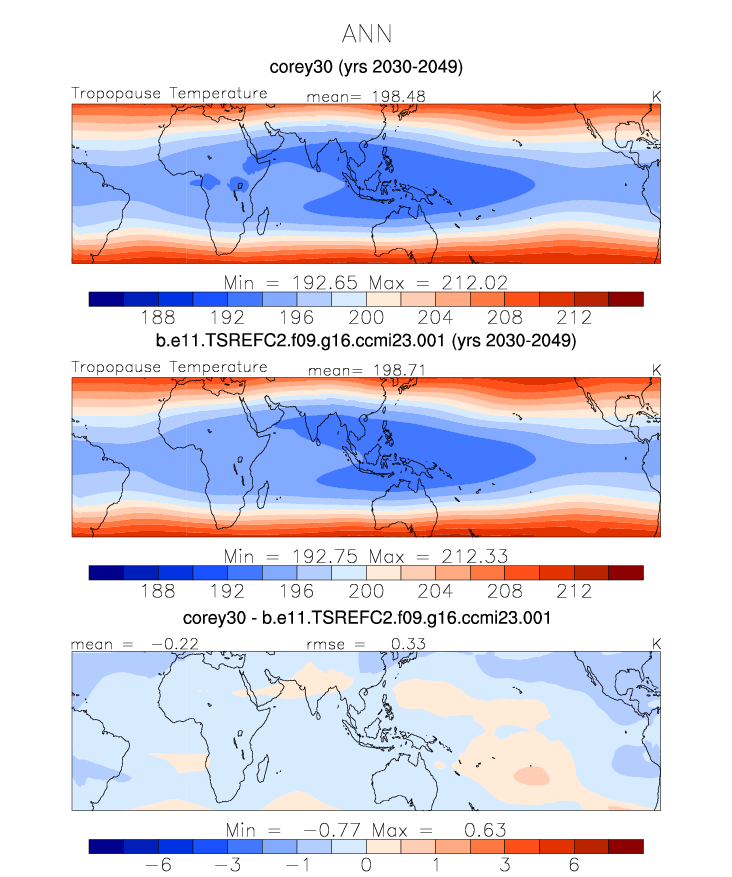 ANN
corey30 (yrs 2030-2049)
Tropopause Temperature mean= 198.48 K
Min = 192.65 Max = 212.02
188 192 196 200 204 208 212
b.e11.TSREFC2.f09.g16.ccmi23.001 (yrs 2030-2049)
Tropopause Temperature mean= 198.71 K
Min = 192.75 Max = 212.33
188 192 196 200 204 208 212
corey30 - b.e11.TSREFC2.f09.g16.ccmi23.001
mean = -0.22 rmse = 0.33 K
Min = -0.77 Max = 0.63
-6 -3 -1 0 1 3 6